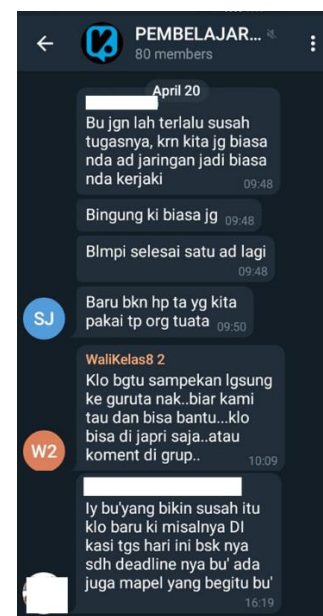 PEMBELAJAR...
80 members
April 20
Bu jgn lah terlalu susah
tugasnya, krn kita jg biasa
nda ad jaringan jadi biasa
nda kerjaki
09:48
Bingung ki biasa jg 09:48
Blmpi selesai satu ad lagi
09:48
Baru bkn hp ta yg kita
pakai tp org tuata 09:50
SJ
WaliKelas8 2
Klo bgtu sampekan lgsung
ke guruta nak..biar kami
tau dan bisa bantu...klo
bisa di japri saja..atau
koment di grup..
10:09
W2
Iy bu'yang bikin susah itu
klo baru ki misalnya DI
kasi tgs hari ini bsk nya
sdh deadline nya bu' ada
juga mapel yang begitu bu'
16:19